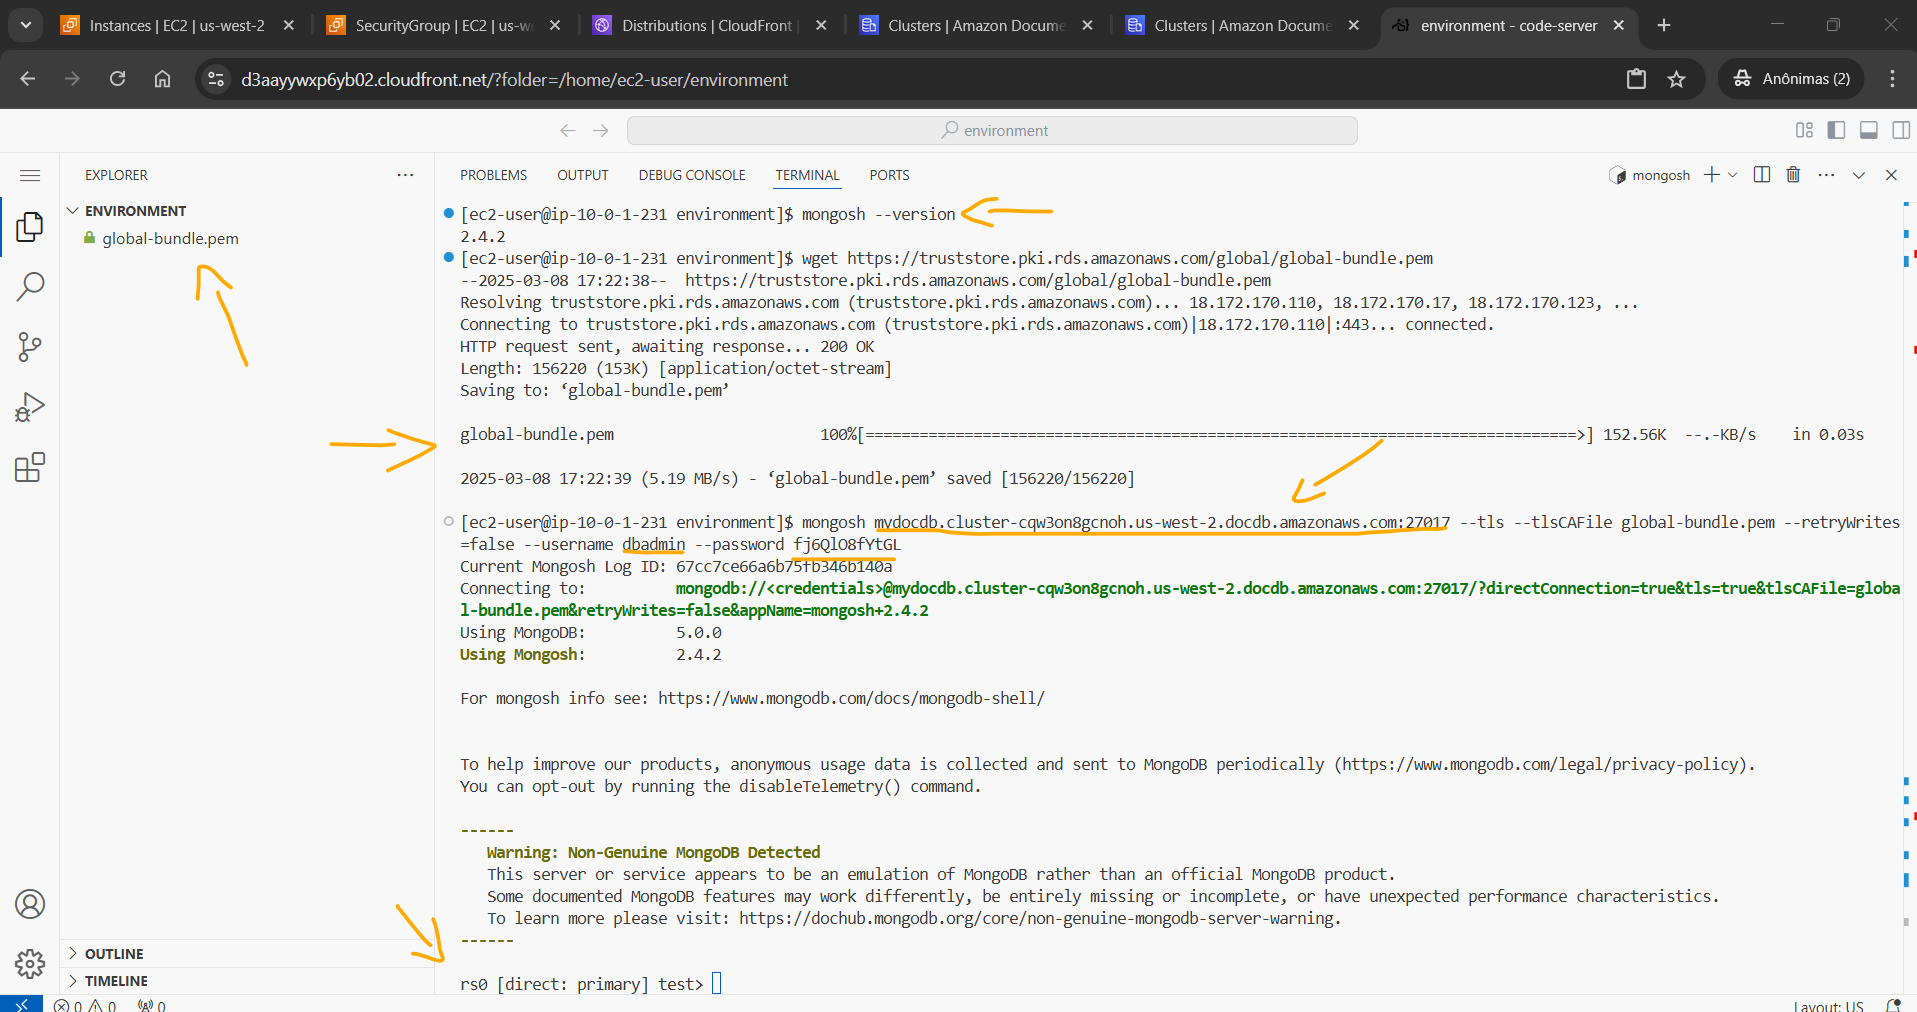 Instances | EC2 | us-west-2
SecurityGroup | EC2 | us-we
Distributions | CloudFront |
Clusters | Amazon Docume
Clusters | Amazon Docume
environment - code-server
d3aayywxp6yb02.cloudfront.net/?folder=/home/ec2-user/environment
Anônimas (2)
environment
EXPLORER
PROBLEMS
OUTPUT
DEBUG CONSOLE
TERMINAL
PORTS
mongosh
ENVIRONMENT
global-bundle.pem
[ec2-user@ip-10-0-1-231 environment]$ mongosh --version
2.4.2
[ec2-user@ip-10-0-1-231 environment]$ wget https://truststore.pki.rds.amazonaws.com/global/global-bundle.pem
--2025-03-08 17:22:38--  https://truststore.pki.rds.amazonaws.com/global/global-bundle.pem
Resolving truststore.pki.rds.amazonaws.com (truststore.pki.rds.amazonaws.com)... 18.172.170.110, 18.172.170.17, 18.172.170.123, ...
Connecting to truststore.pki.rds.amazonaws.com (truststore.pki.rds.amazonaws.com)|18.172.170.110|:443... connected.
HTTP request sent, awaiting response... 200 OK
Length: 156220 (153K) [application/octet-stream]
Saving to: ‘global-bundle.pem’
global-bundle.pem 100%[===============================================================================>] 152.56K --.-KB/s in 0.03s
2025-03-08 17:22:39 (5.19 MB/s) - ‘global-bundle.pem’ saved [156220/156220]
[ec2-user@ip-10-0-1-231 environment]$ mongosh mydocdb.cluster-cqw3on8gcnoh.us-west-2.docdb.amazonaws.com:27017 --tls --tlsCAFile global-bundle.pem --retryWrites
=false --username dbadmin --password fj6QlO8fYtGL
Current Mongosh Log ID: 67cc7ce66a6b75fb346b140a
Connecting to: mongodb://<credentials>@mydocdb.cluster-cqw3on8gcnoh.us-west-2.docdb.amazonaws.com:27017/?directConnection=true&tls=true&tlsCAFile=globa
l-bundle.pem&retryWrites=false&appName=mongosh+2.4.2
Using MongoDB: 5.0.0
Using Mongosh: 2.4.2
For mongosh info see: https://www.mongodb.com/docs/mongodb-shell/
To help improve our products, anonymous usage data is collected and sent to MongoDB periodically (https://www.mongodb.com/legal/privacy-policy).
You can opt-out by running the disableTelemetry() command.
------
Warning: Non-Genuine MongoDB Detected
This server or service appears to be an emulation of MongoDB rather than an official MongoDB product.
Some documented MongoDB features may work differently, be entirely missing or incomplete, or have unexpected performance characteristics.
To learn more please visit: https://dochub.mongodb.org/core/non-genuine-mongodb-server-warning.
------
rs0 [direct: primary] test>
OUTLINE
TIMELINE
0 0 0
Layout: US